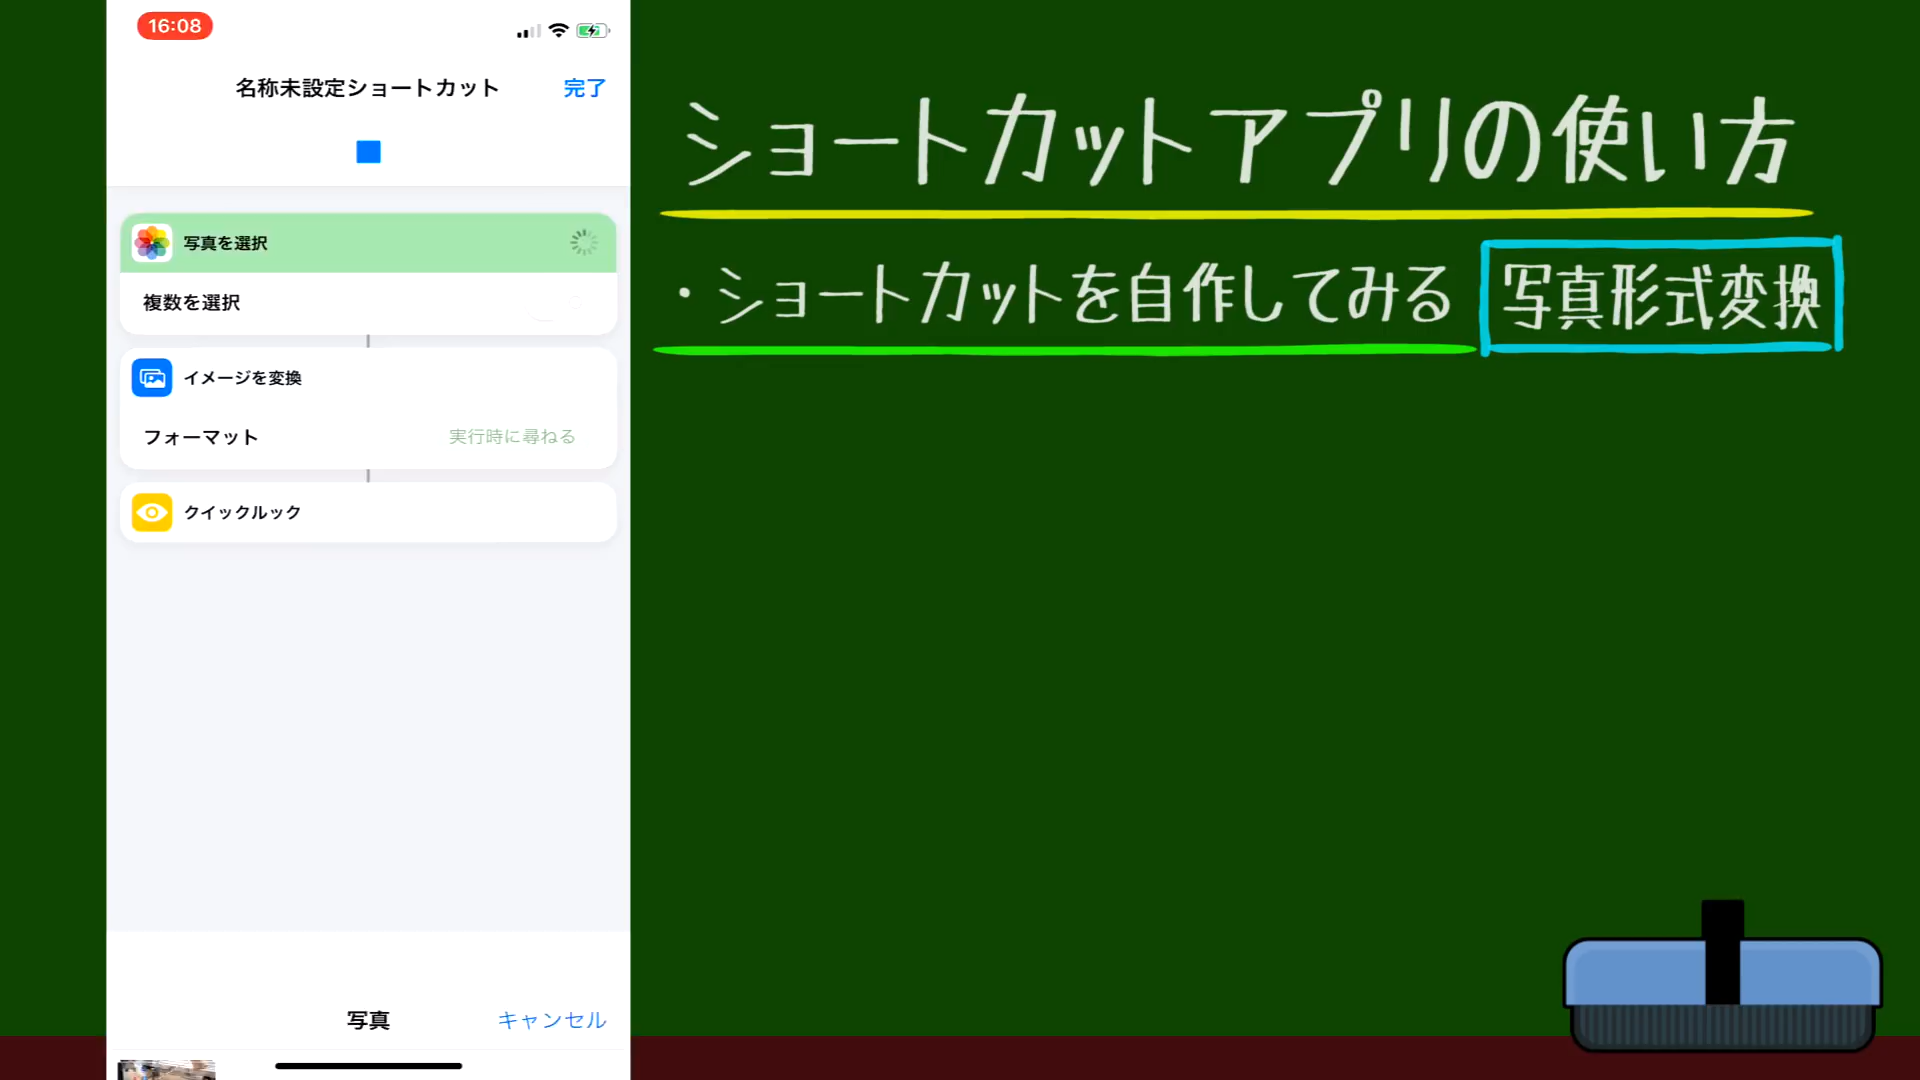 16:08
名称未設定ショートカット
完了
写真を選択
複数を選択
イメージを変換
フォーマット
実行時に尋ねる
クイックルック
写真
キャンセル
ショートカットアプリの使い方
・ショートカットを自作してみる
写真形式変換